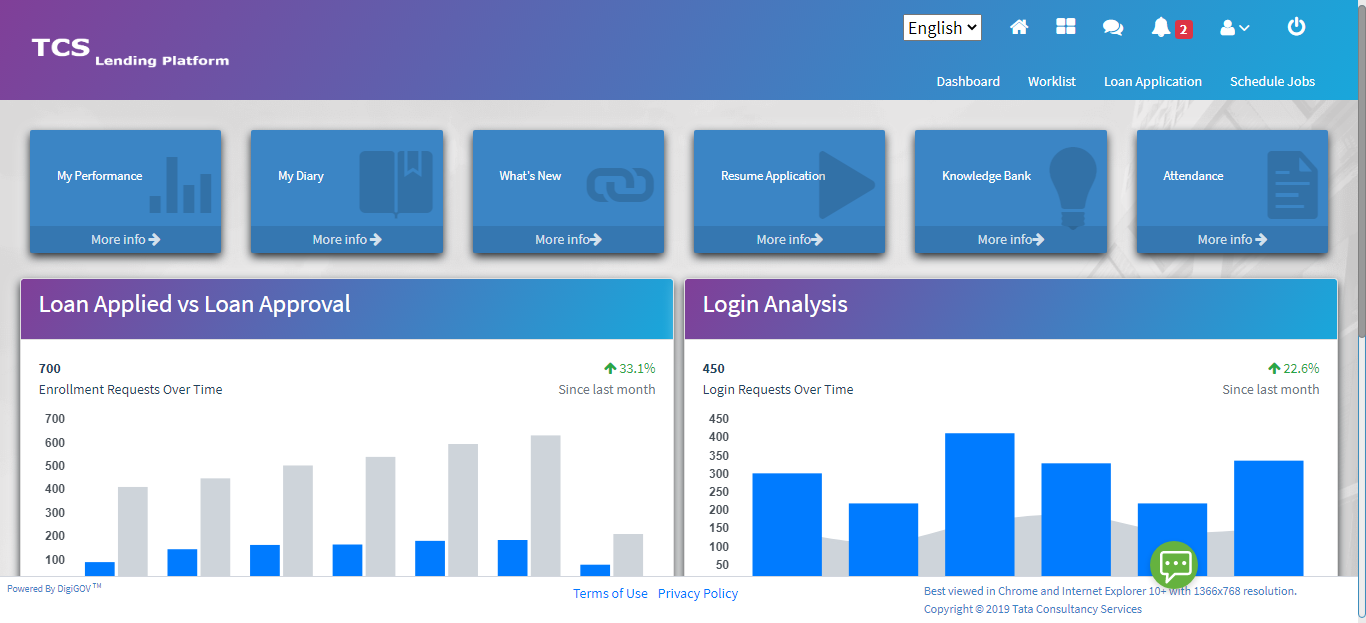 English
2
TCS Lending Platform
Dashboard Worklist Loan Application Schedule Jobs
My Performance
More info
My Diary
More info
What's New
More info
Resume Application
More info
Knowledge Bank
More info
Attendance
More info
Loan Applied vs Loan Approval
700
33.1%
Enrollment Requests Over Time
Since last month
700
600
500
400
300
200
100
Login Analysis
450
22.6%
Login Requests Over Time
Since last month
450
400
350
300
250
200
150
100
50
Powered By DigiGOV TM
Terms of Use Privacy Policy
Best viewed in Chrome and Internet Explorer 10+ with 1366x768 resolution.
Copyright © 2019 Tata Consultancy Services